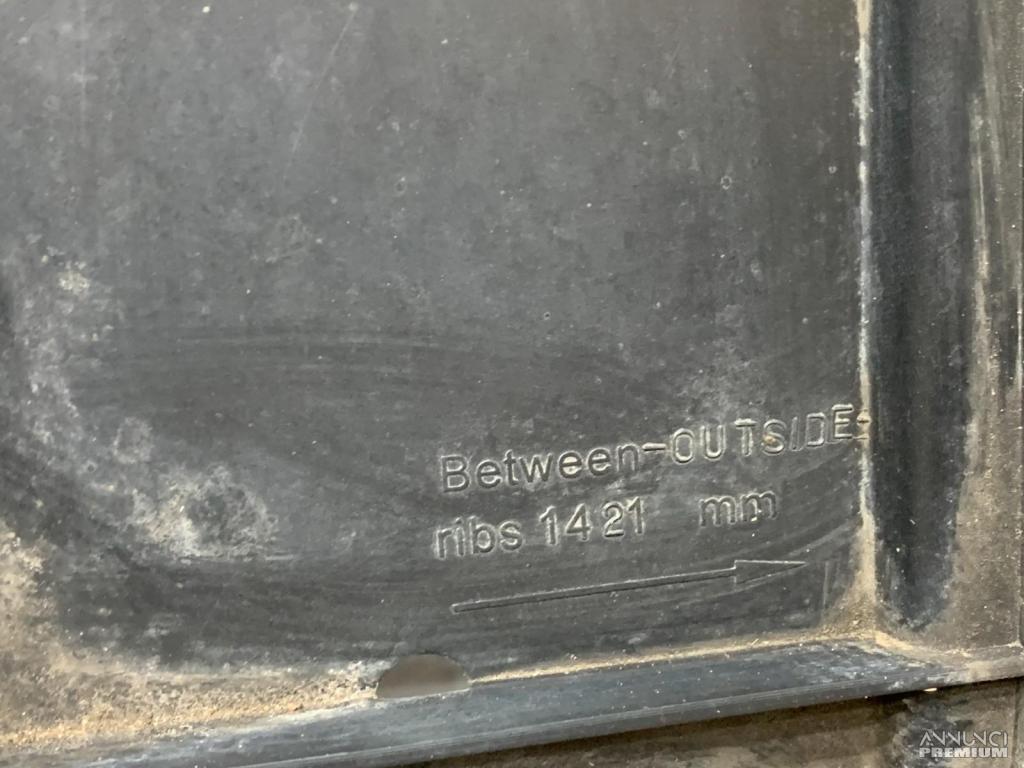 Between-OUTSIDE-
ribs 1421 mm
ANNUNCI
PREMIUM